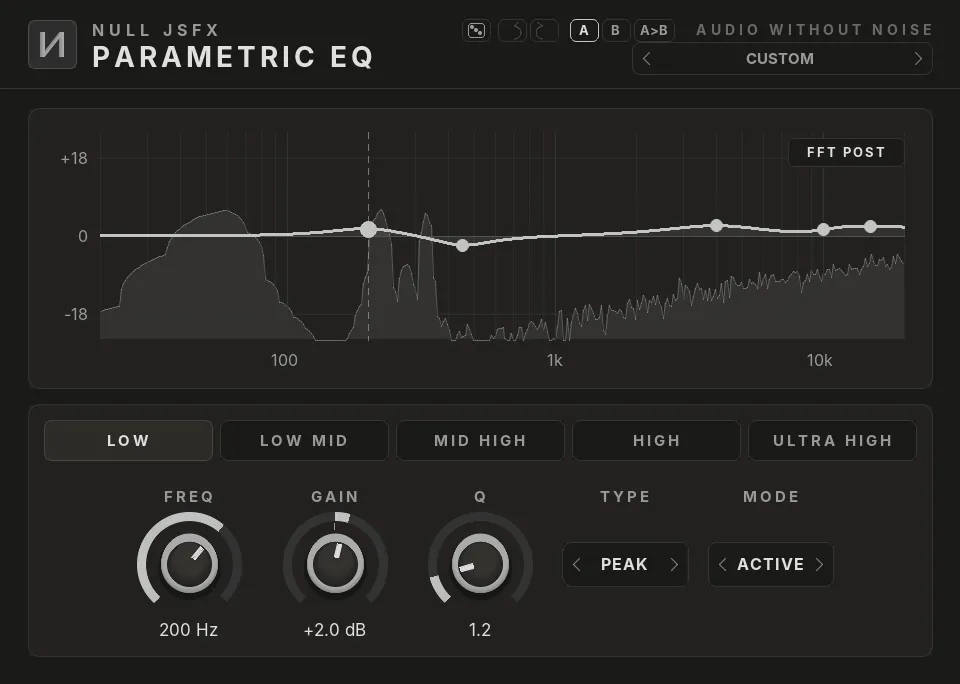 NULL JSFX
PARAMETRIC EQ
A B A>B AUDIO WITHOUT NOISE
CUSTOM
FFT POST
+18
0
-18
100 1k 10k
LOW LOW MID MID HIGH HIGH ULTRA HIGH
FREQ GAIN Q TYPE MODE
PEAK ACTIVE
200 Hz +2.0 dB 1.2